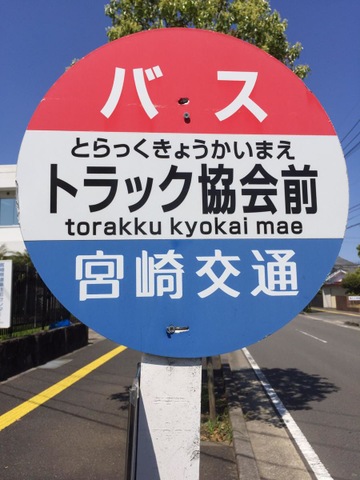 バス
とらっくきょうかいまえ
トラック協会前
torakku kyokai mae
宮崎交通